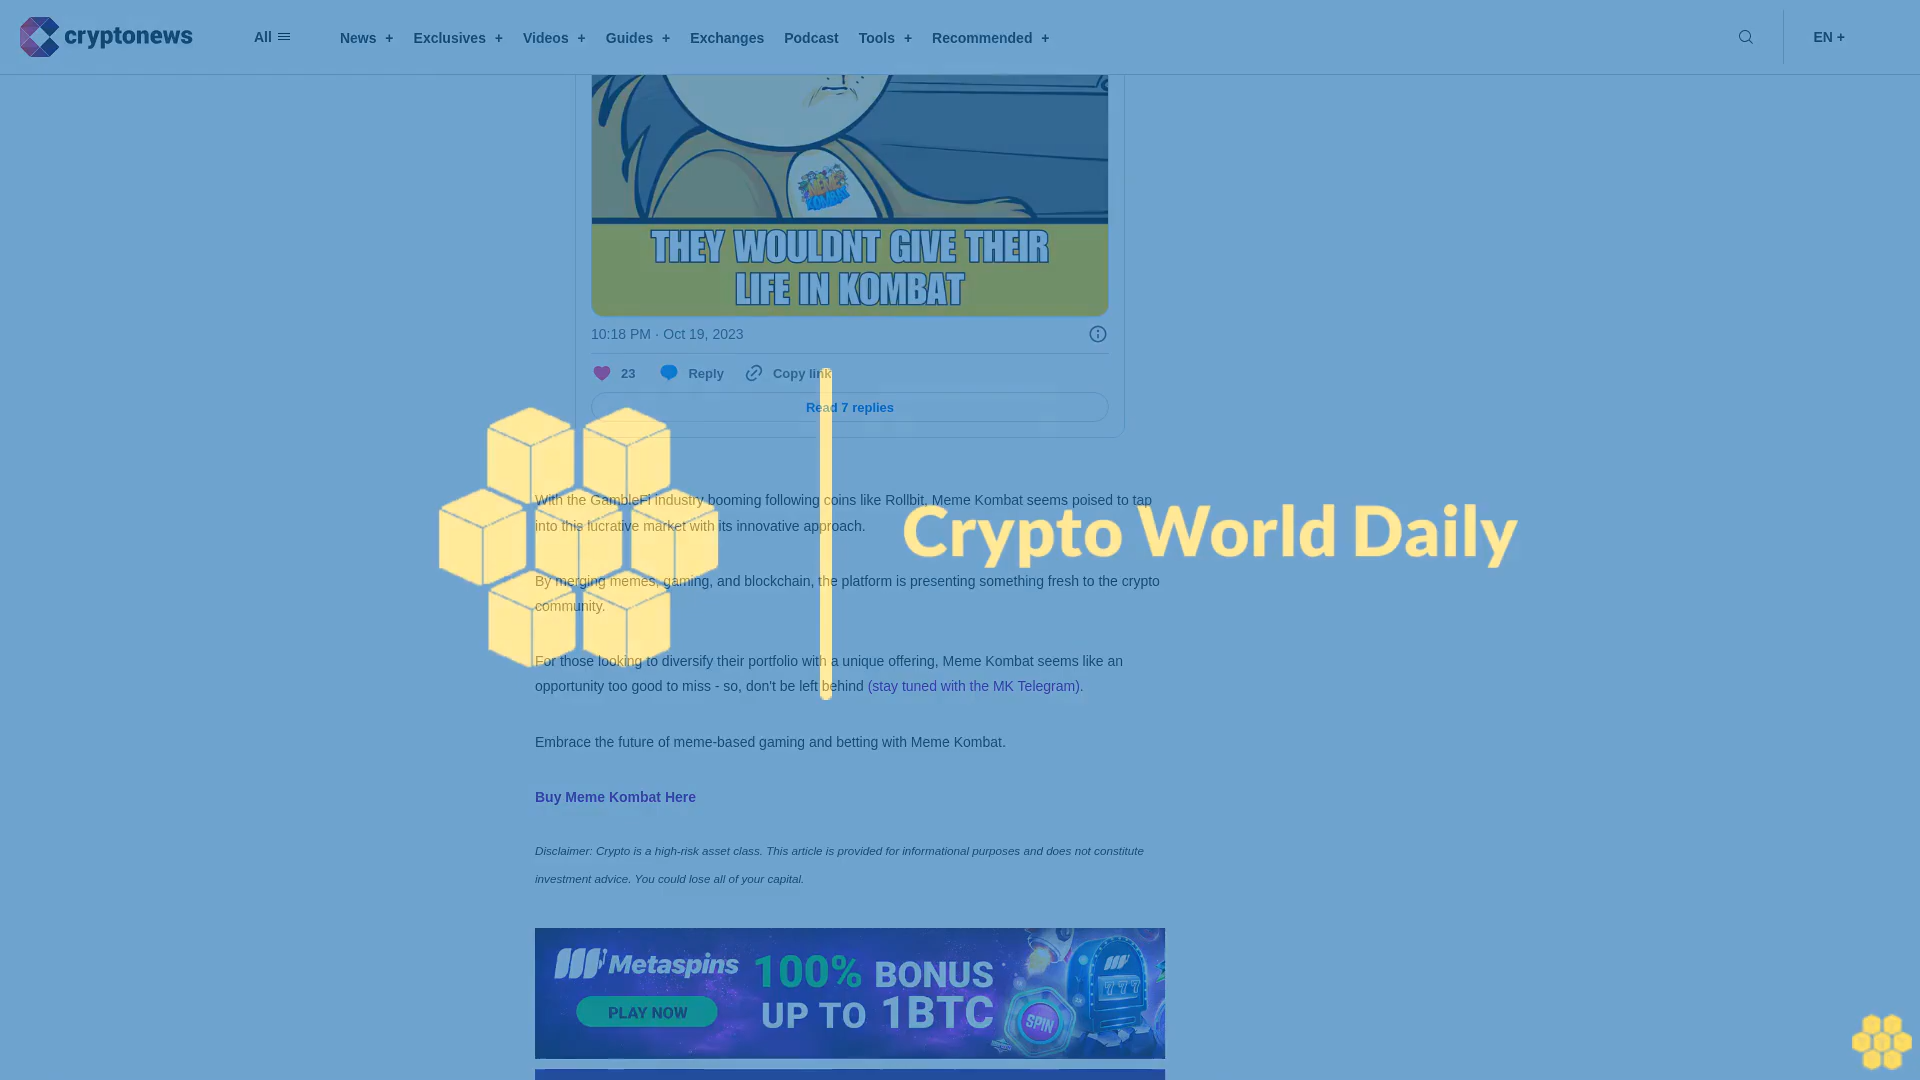 cryptonews
All
News +
Exclusives +
Videos +
Guides +
Exchanges
Podcast
Tools +
Recommended +
EN +
MEME KOMBAT
THEY WOULDNT GIVE THEIR
LIFE IN KOMBAT
10:18 PM · Oct 19, 2023
23
Reply
Copy link
Read 7 replies
With the GambleFi industry booming following coins like Rollbit, Meme Kombat seems poised to tap
into this lucrative market with its innovative approach.
Crypto World Daily
By merging memes, gaming, and blockchain, the platform is presenting something fresh to the crypto
community.
For those looking to diversify their portfolio with a unique offering, Meme Kombat seems like an
opportunity too good to miss - so, don't be left behind (stay tuned with the MK Telegram).
Embrace the future of meme-based gaming and betting with Meme Kombat.
Buy Meme Kombat Here
Disclaimer: Crypto is a high-risk asset class. This article is provided for informational purposes and does not constitute
investment advice. You could lose all of your capital.
Metaspins
PLAY NOW
100% BONUS
UP TO 1BTC
777
SPIN